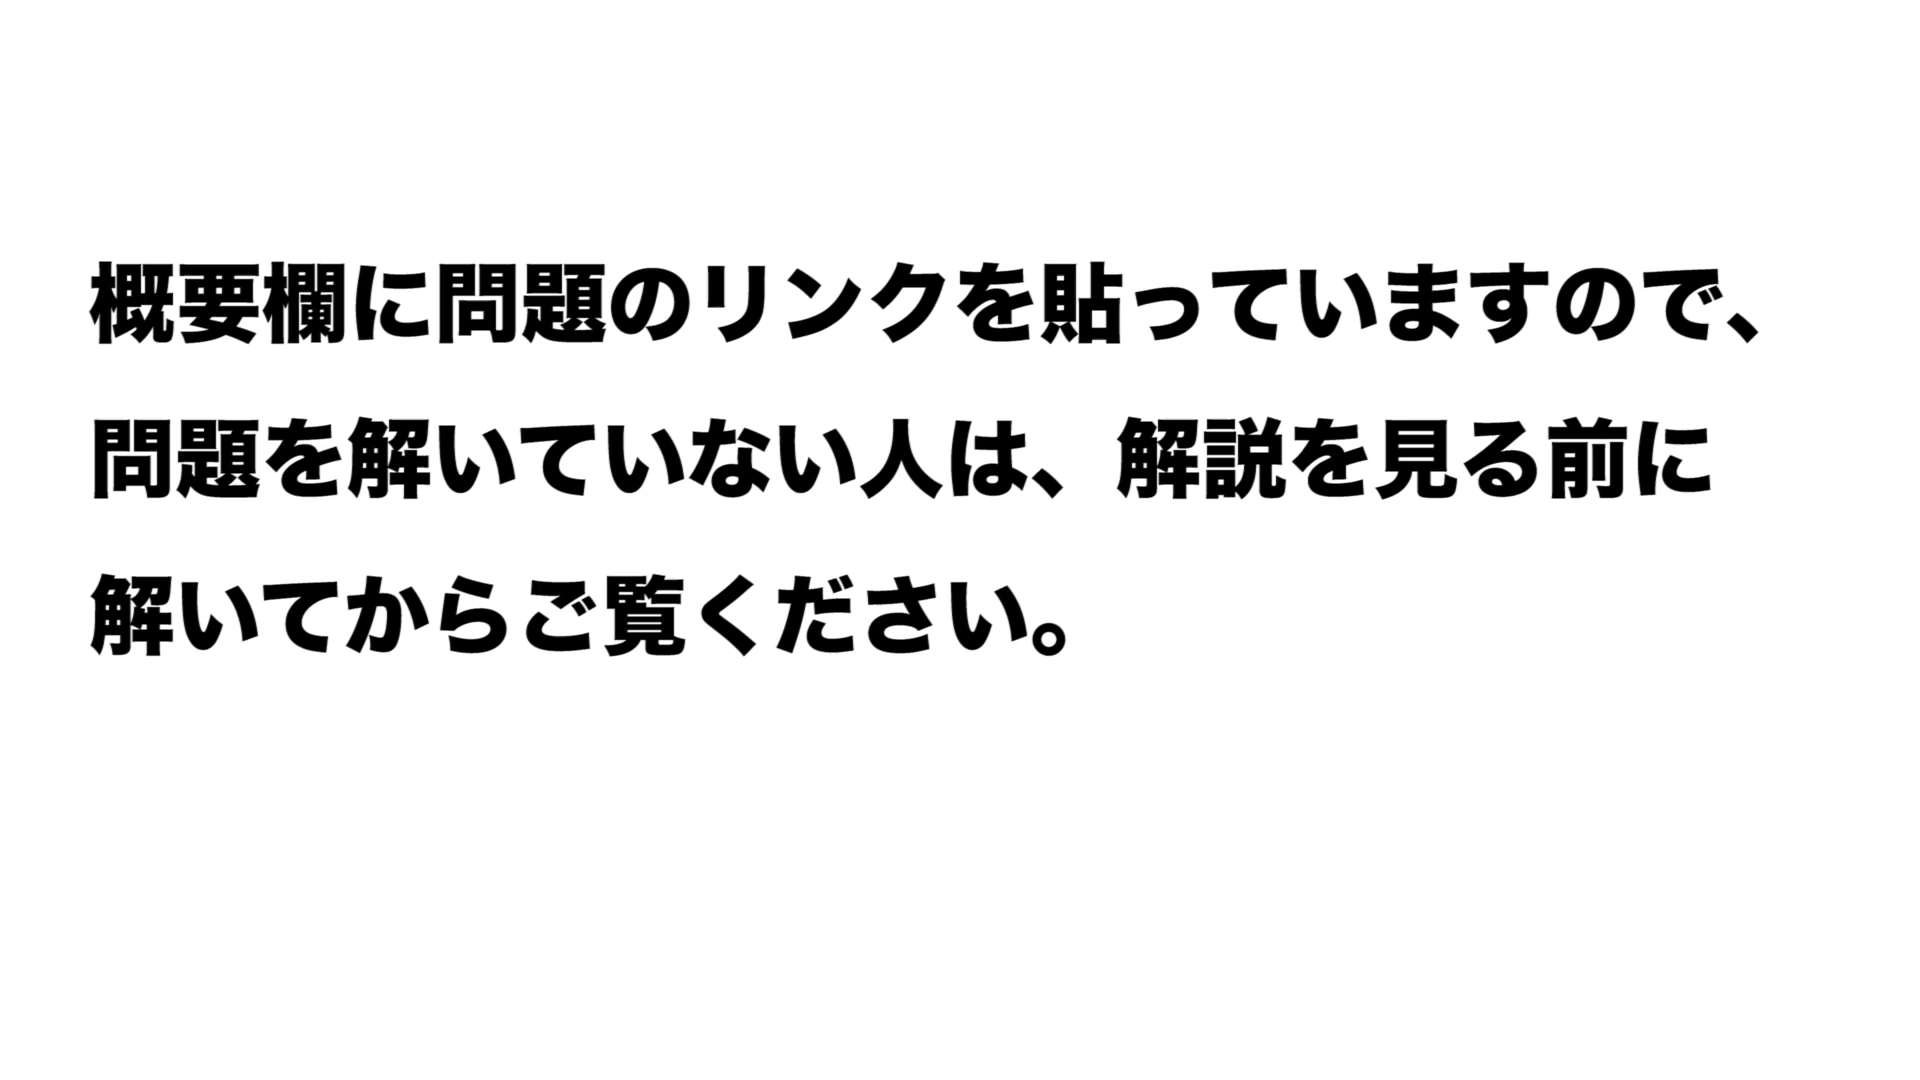 概要欄に問題のリンクを貼っていますので、
問題を解いていない人は、解説を見る前に
解いてからご覧ください。